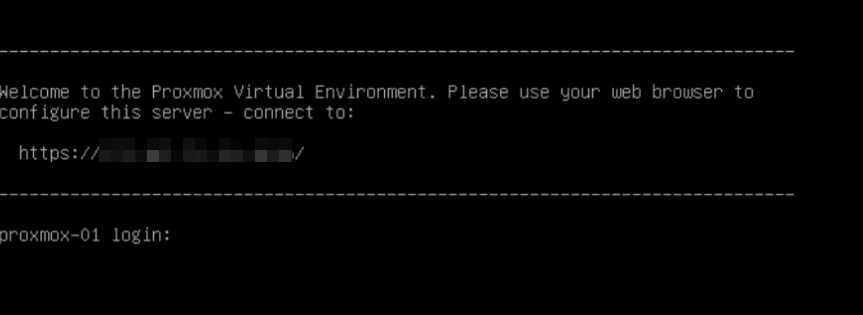 --------------------------------------------------------------------------------
Welcome to the Proxmox Virtual Environment. Please use your web browser to
configure this server - connect to:
https:///
--------------------------------------------------------------------------------
proxmox-01 login: